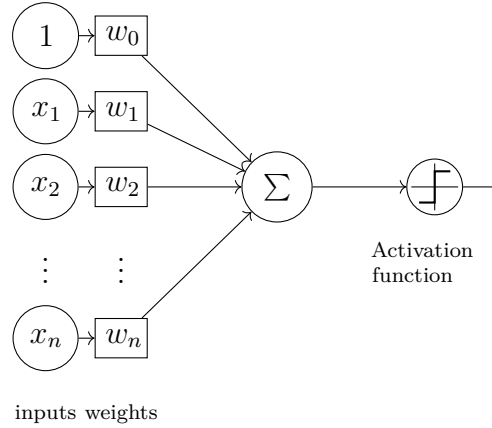 1 w₀
x₁ w₁
x₂ w₂
Σ
⋮ ⋮
Activation
function
xₙ wₙ
inputs weights